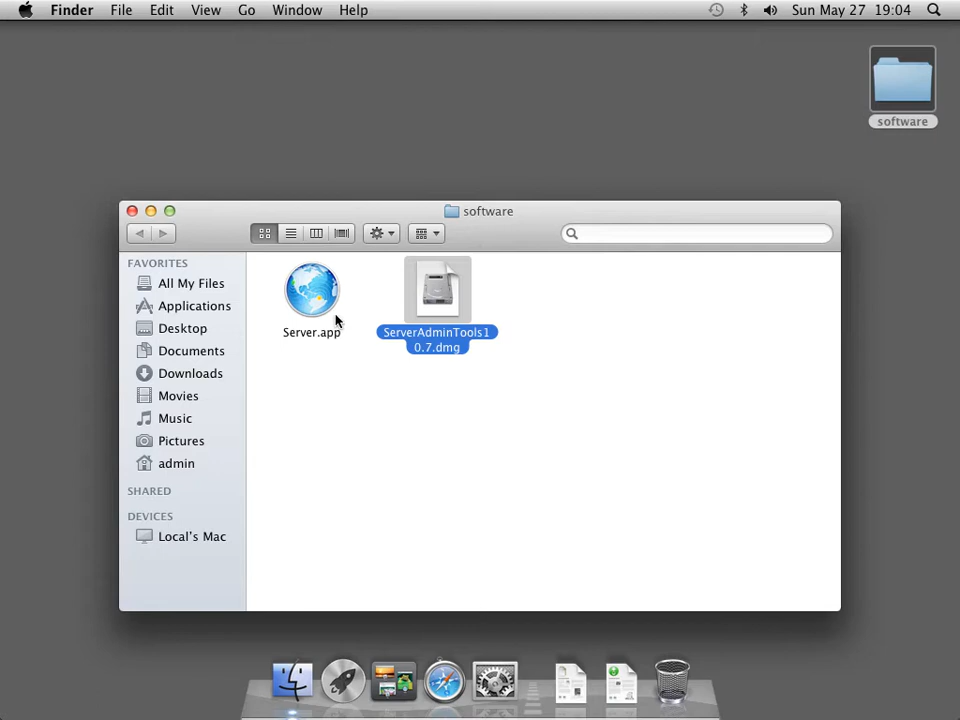 Finder File Edit View Go Window Help Sun May 27 19:04
software
software
FAVORITES
All My Files
Applications
Desktop
Documents
Downloads
Movies
Music
Pictures
admin
SHARED
DEVICES
Local's Mac
Server.app
ServerAdminTools1
0.7.dmg